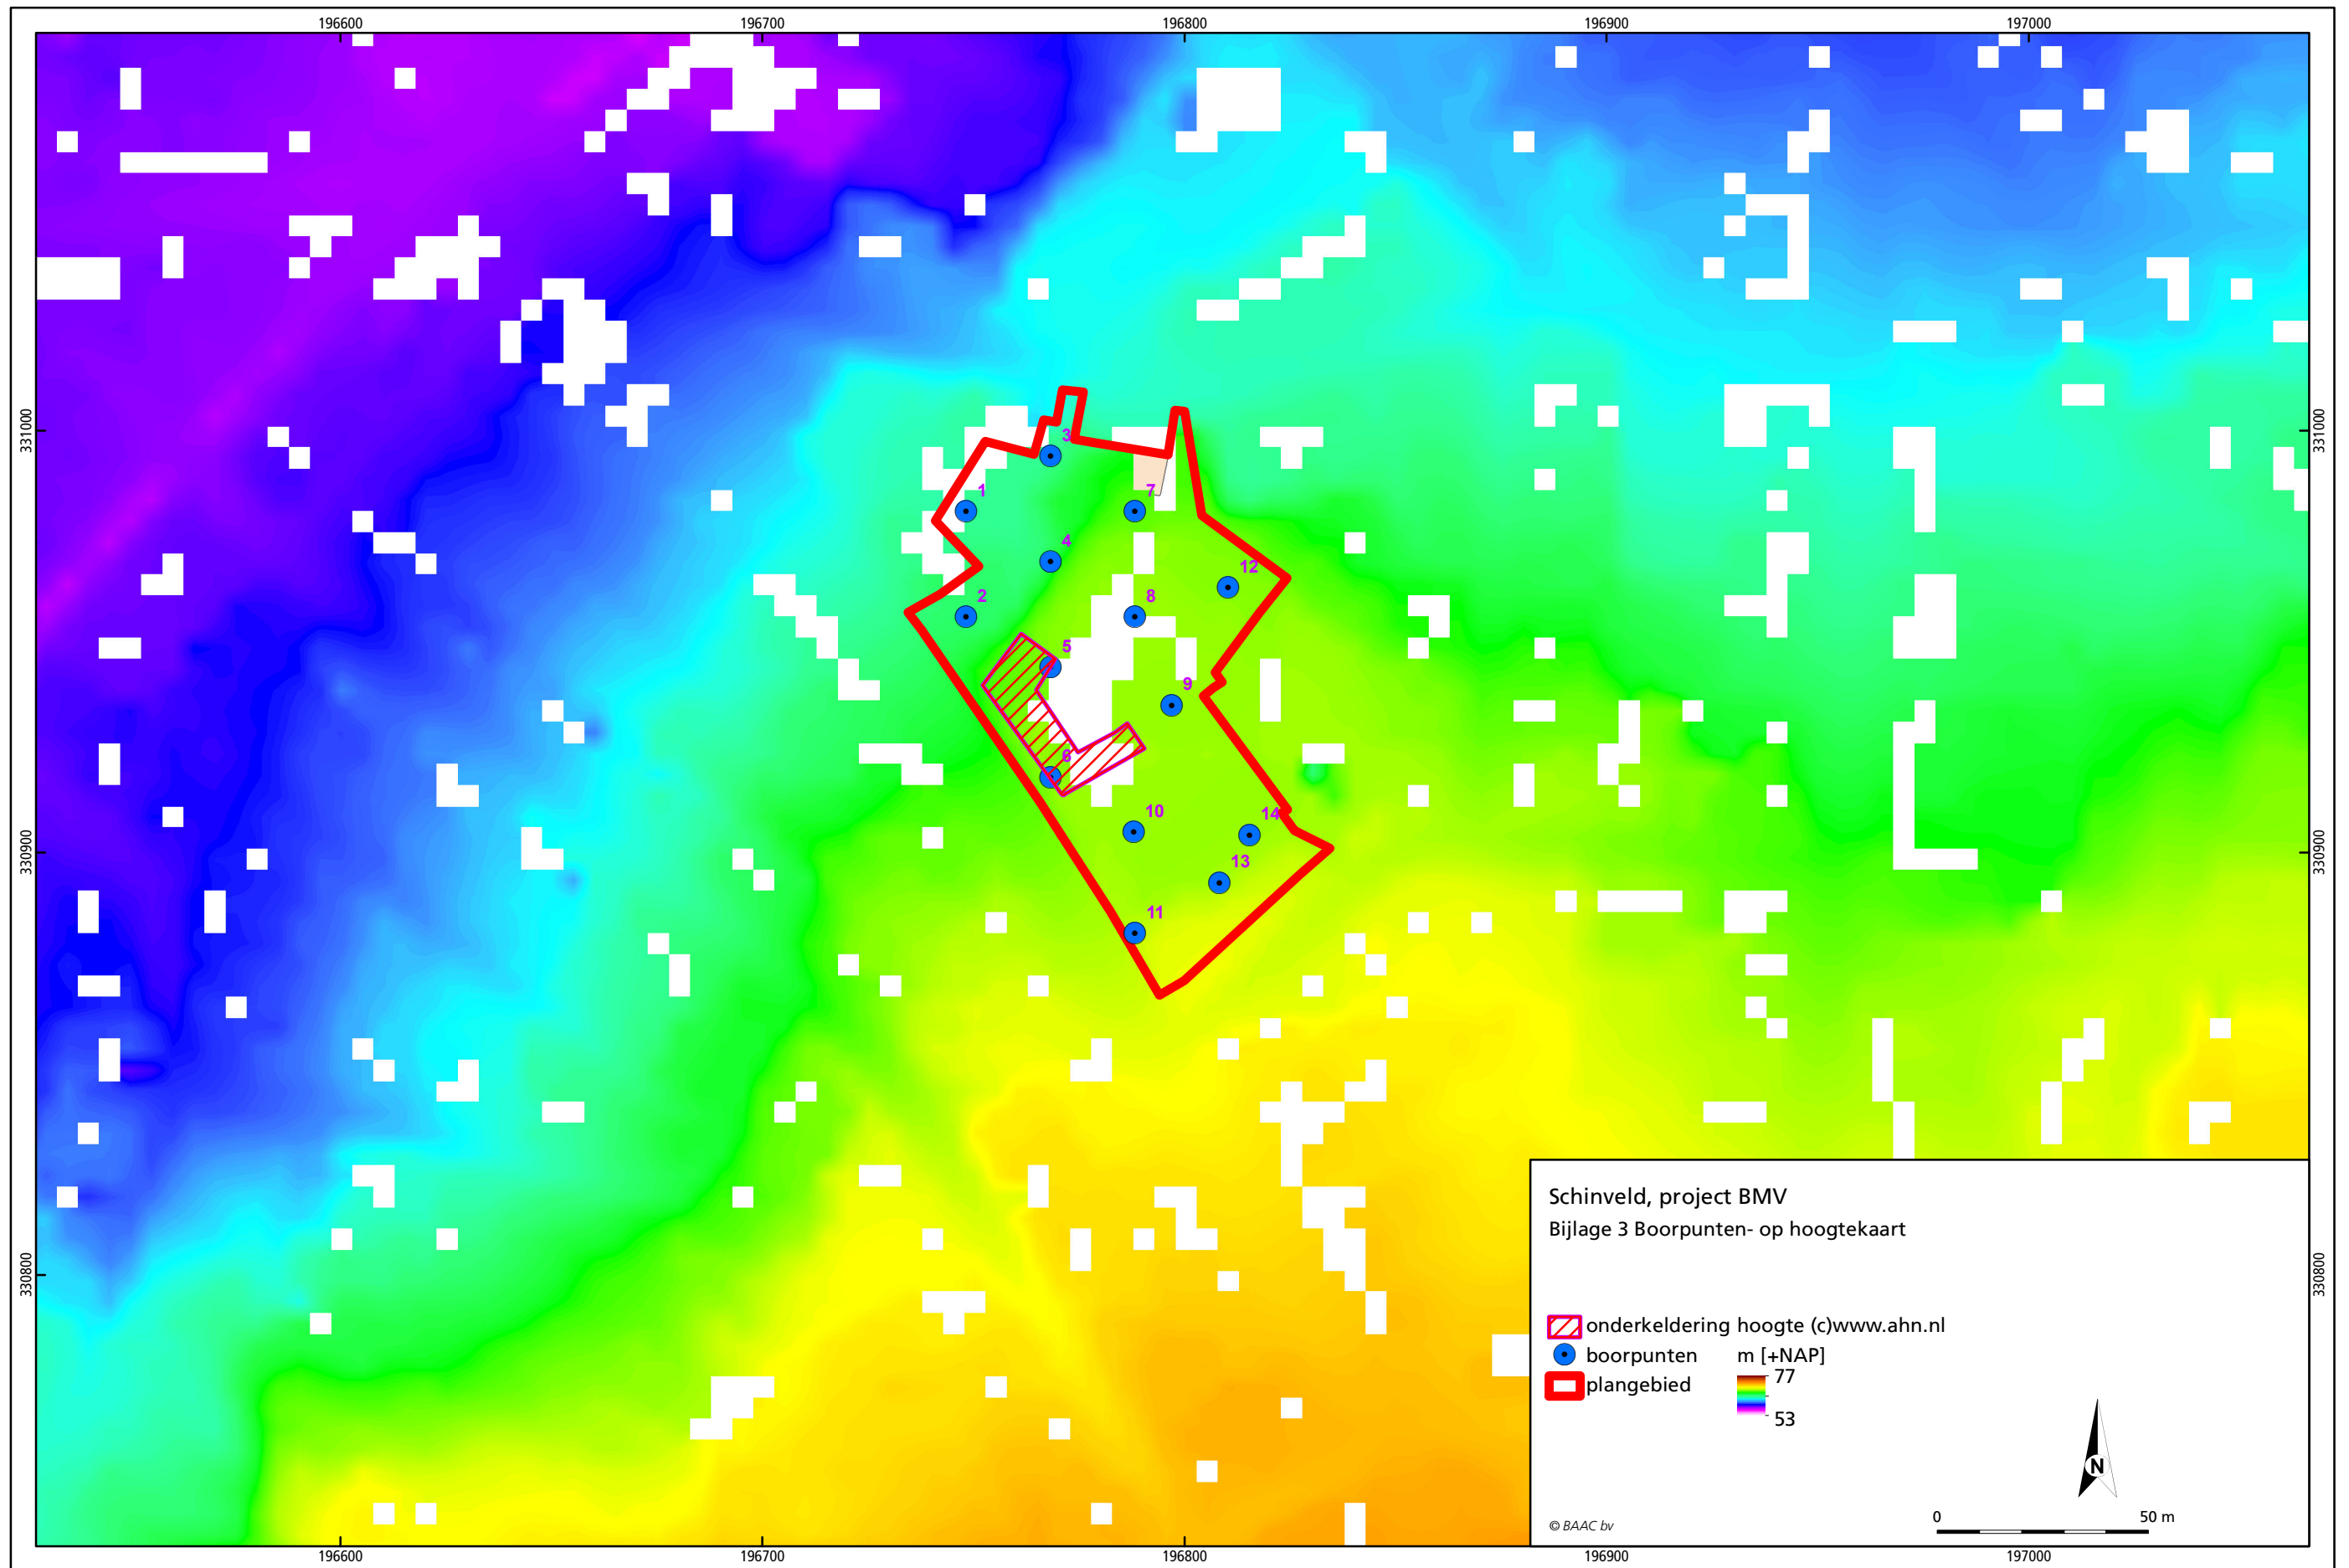 196600 196700 196800 196900 197000
331000 331000
3
1 7
4
12
2 8
5
9
6
10 14
330900 330900
13
11
Schinveld, project BMV
Bijlage 3 Boorpunten- op hoogtekaart
330800 330800
onderkeldering hoogte (c)www.ahn.nl
boorpunten m [+NAP]
77
plangebied
53
N
0 50 m
© BAAC bv
196600 196700 196800 196900 197000